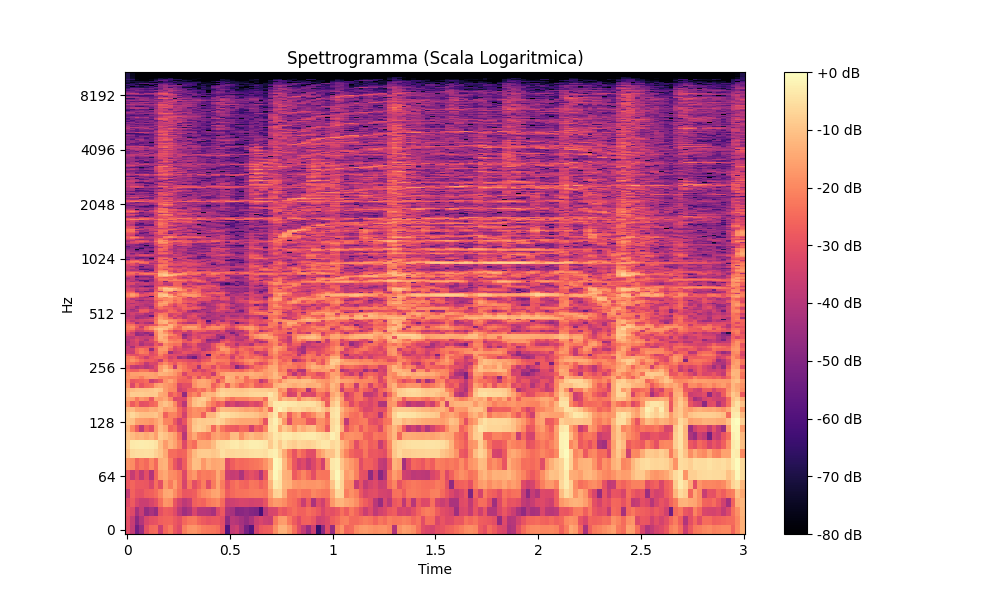 Spettrogramma (Scala Logaritmica)
Hz
8192
4096
2048
1024
512
256
128
64
0
0 0.5 1 1.5 2 2.5 3
Time
+0 dB
-10 dB
-20 dB
-30 dB
-40 dB
-50 dB
-60 dB
-70 dB
-80 dB